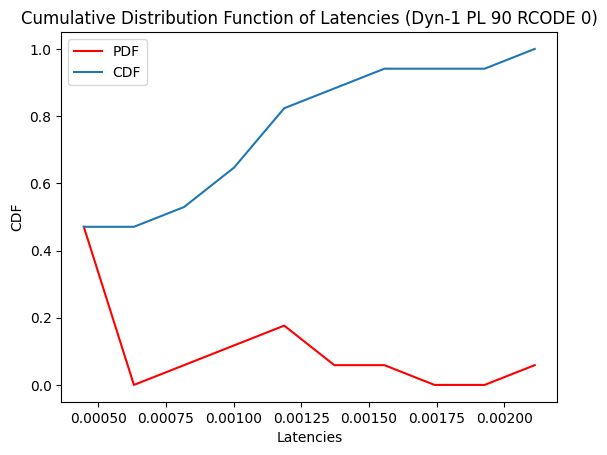 Cumulative Distribution Function of Latencies (Dyn-1 PL 90 RCODE 0)
PDF
CDF
1.0
0.8
0.6
0.4
0.2
0.0
CDF
0.00050
0.00075
0.00100
0.00125
0.00150
0.00175
0.00200
Latencies